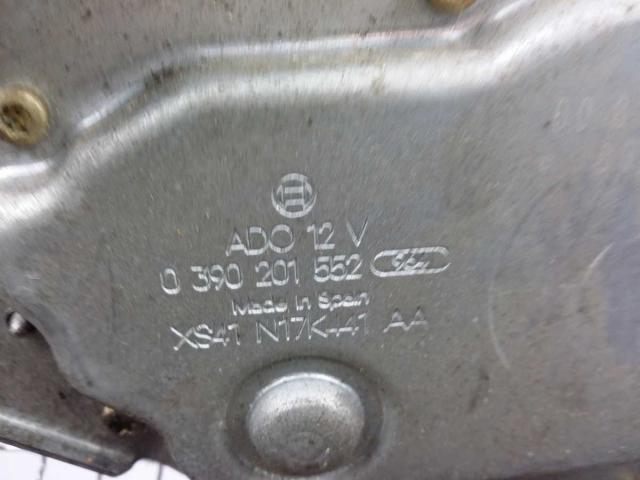 ADO 12 V
0 390 201 552
Made in Spain
XS41 N17K441 AA